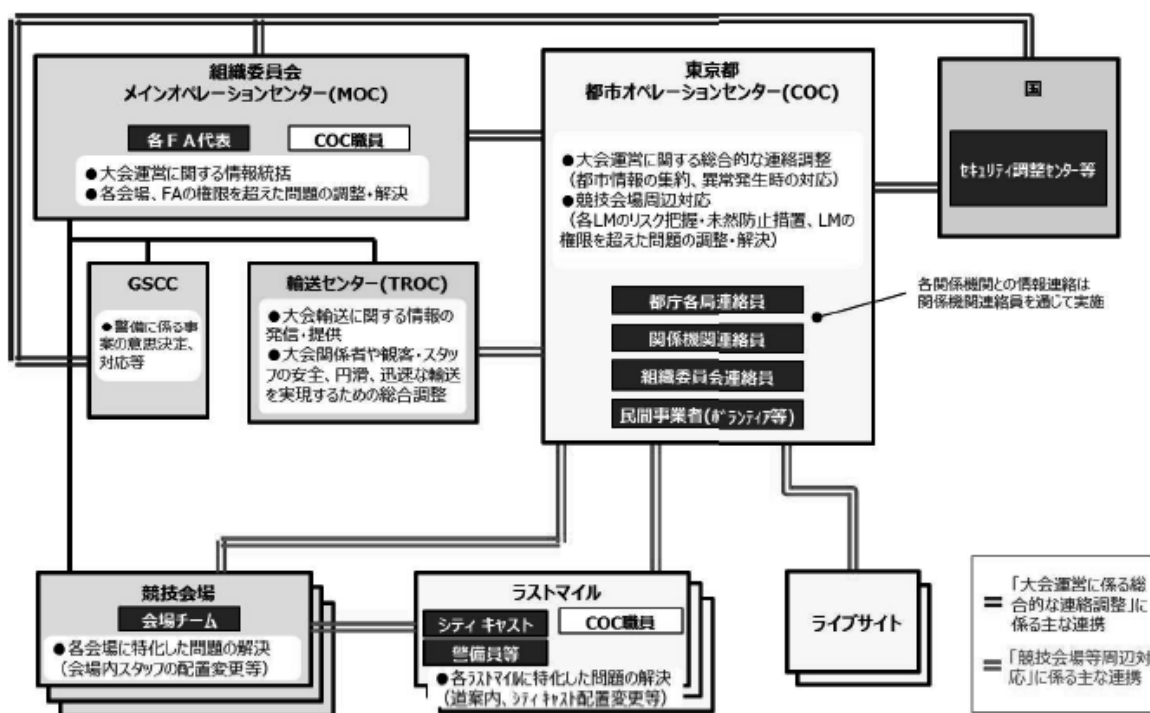 組織委員会
メインオペレーションセンター(MOC)
各ＦＡ代表
COC職員
●大会運営に関する情報統括
●各会場、FAの権限を超えた問題の調整・解決
東京都
都市オペレーションセンター(COC)
●大会運営に関する総合的な連絡調整
(都市情報の集約、異常発生時の対応)
●競技会場周辺対応
(各LMのリスク把握・未然防止措置、LMの
権限を超えた問題の調整・解決)
都庁各局連絡員
関係機関連絡員
組織委員会連絡員
民間事業者(ﾎﾞﾗﾝﾃｨｱ等)
国
ｾｷｭﾘﾃｨ調整ｾﾝﾀｰ等
各関係機関との情報連絡は
関係機関連絡員を通じて実施
GSCC
●警備に係る事
案の意思決定、
対応等
輸送センター(TROC)
●大会輸送に関する情報の
発信・提供
●大会関係者や観客・スタッ
フの安全、円滑、迅速な輸送
を実現するための総合調整
競技会場
会場チーム
●各会場に特化した問題の解決
(会場内スタッフの配置変更等)
ラストマイル
シティ キャスト
COC職員
警備員等
●各ﾗｽﾄﾏｲﾙに特化した問題の解決
(道案内、ｼﾃｨ ｷｬｽﾄ配置変更等)
ライブサイト
「大会運営に係る総
合的な連絡調整」に
係る主な連携
「競技会場等周辺対
応」に係る主な連携